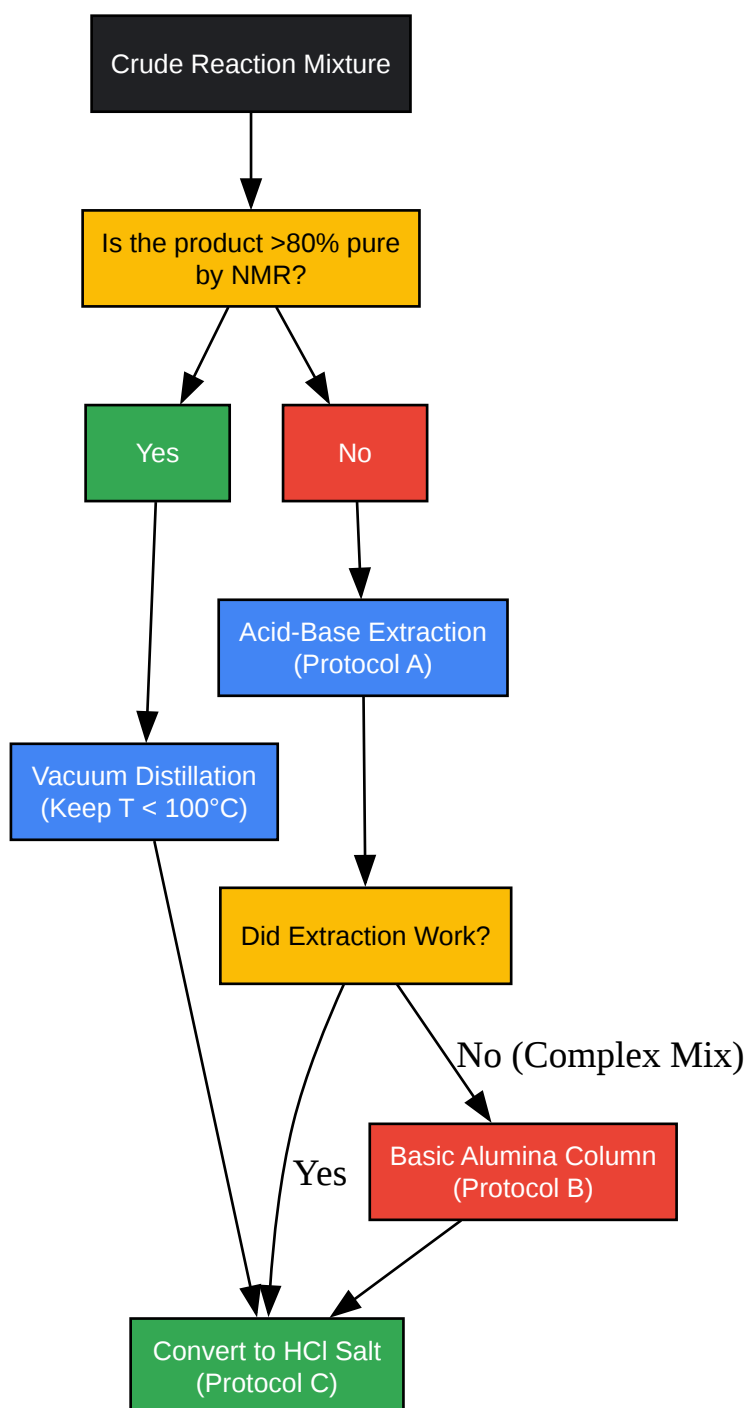 Crude Reaction Mixture
Is the product >80% pure
by NMR?
Yes
No
Acid-Base Extraction
(Protocol A)
Vacuum Distillation
(Keep T < 100°C)
Did Extraction Work?
No (Complex Mix)
Yes
Basic Alumina Column
(Protocol B)
Convert to HCl Salt
(Protocol C)